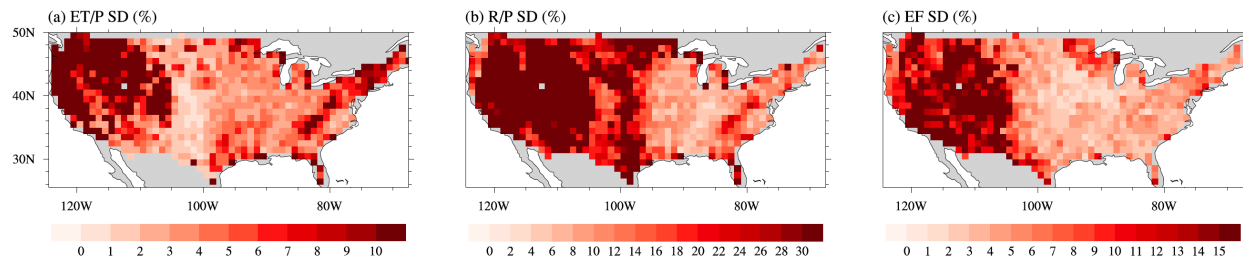 (a) ET/P SD (%)
50N
40N
30N
120W 100W 80W
0 1 2 3 4 5 6 7 8 9 10
(b) R/P SD (%)
120W 100W 80W
0 2 4 6 8 10 12 14 16 18 20 22 24 26 28 30
(c) EF SD (%)
120W 100W 80W
0 1 2 3 4 5 6 7 8 9 10 11 12 13 14 15